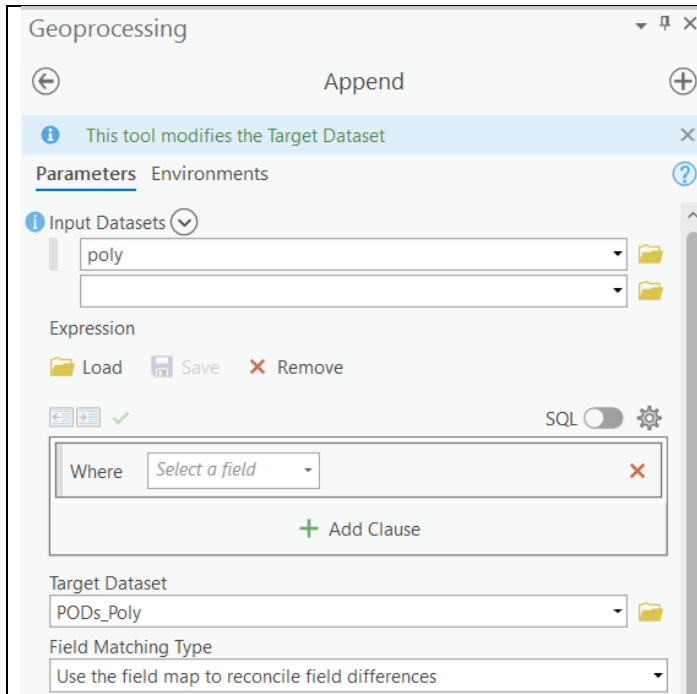 Geoprocessing
Append
This tool modifies the Target Dataset
Parameters Environments
Input Datasets
poly
Expression
Load Save Remove
SQL
Where Select a field
Add Clause
Target Dataset
PODs_Poly
Field Matching Type
Use the field map to reconcile field differences